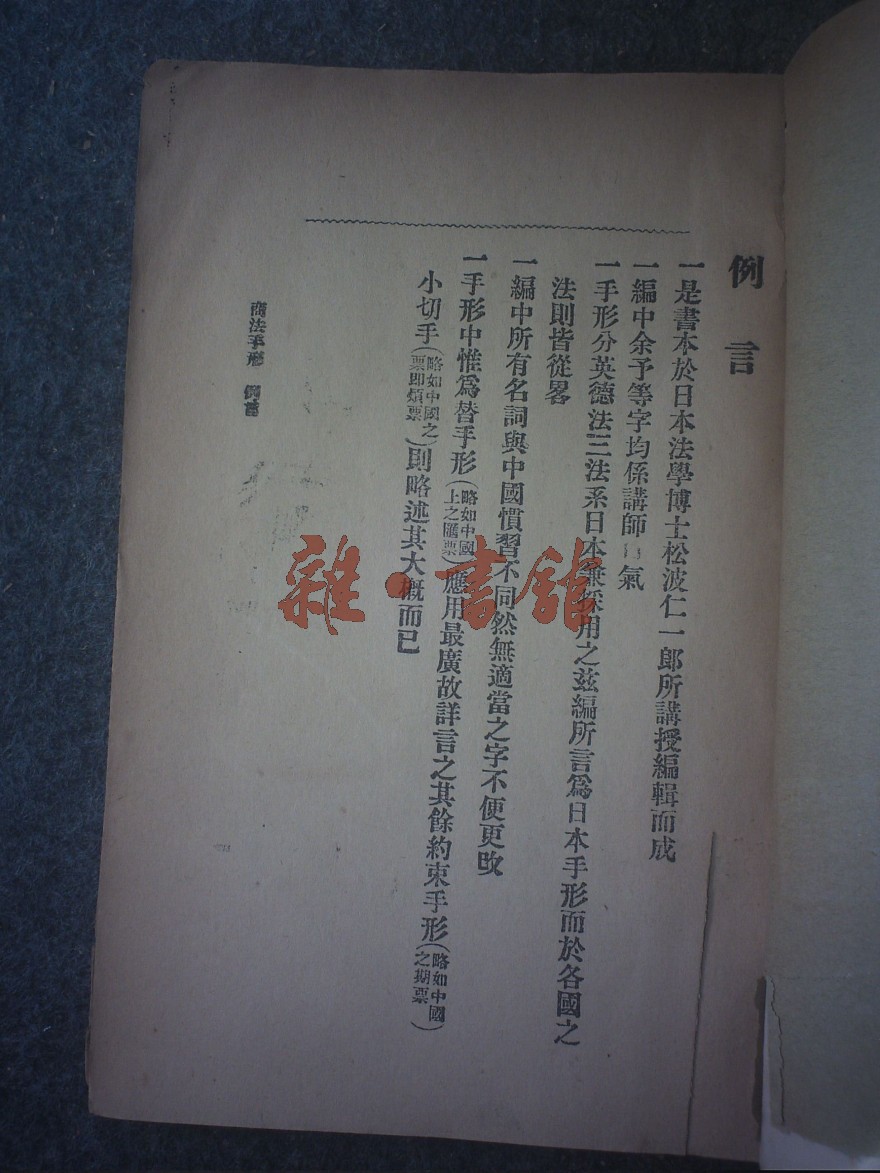 例言
一是書本於日本法學博士松波仁一郎所講授編輯而成
一編中余予等字均係講師口氣
一手形分英德法三法系日本兼採用之茲編所言爲日本手形而於各國之
法則皆從畧
一編中所有名詞與中國慣習不同然無適當之字不便更改
一手形中惟爲替手形(略如中國上之匯票)應用最廣故詳言之其餘約束手形(略如中國之期票)
小切手(略如中國之票即煩票)則略述其大概而已
商法手形 例言
雜·書館